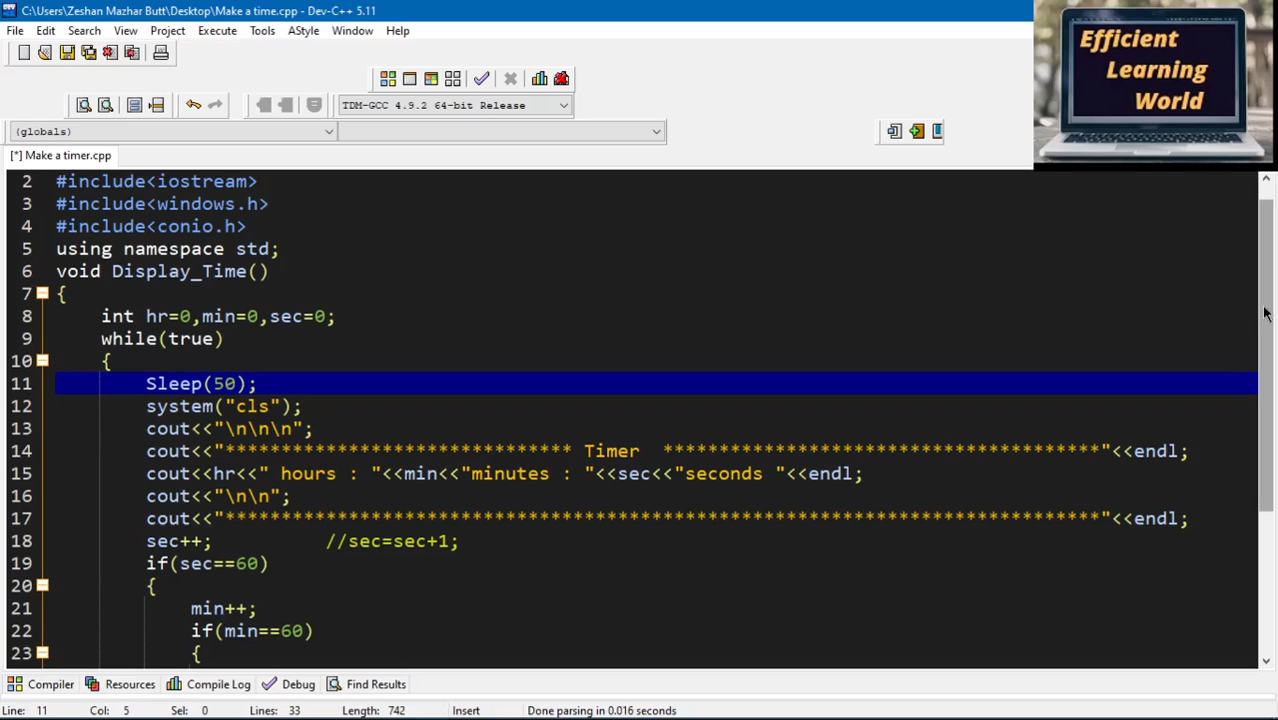 C:\Users\Zeshan Mazhar Butt\Desktop\Make a time.cpp - Dev-C++ 5.11
File Edit Search View Project Execute Tools AStyle Window Help
Efficient
Learning
World
TDM-GCC 4.9.2 64-bit Release
(globals)
[*] Make a timer.cpp
2 #include<iostream>
3 #include<windows.h>
4 #include<conio.h>
5 using namespace std;
6 void Display_Time()
7 {
8 int hr=0,min=0,sec=0;
9 while(true)
10 {
11 Sleep(50);
12 system("cls");
13 cout<<"\n\n\n";
14 cout<<"******************************* Timer  ***************************************"<<endl;
15 cout<<hr<<" hours : "<<min<<"minutes : "<<sec<<"seconds "<<endl;
16 cout<<"\n\n";
17 cout<<"******************************************************************************"<<endl;
18 sec++; //sec=sec+1;
19 if(sec==60)
20 {
21 min++;
22 if(min==60)
23 {
Compiler Resources Compile Log Debug Find Results
Line: 11 Col: 5 Sel: 0 Lines: 33 Length: 742 Insert Done parsing in 0.016 seconds